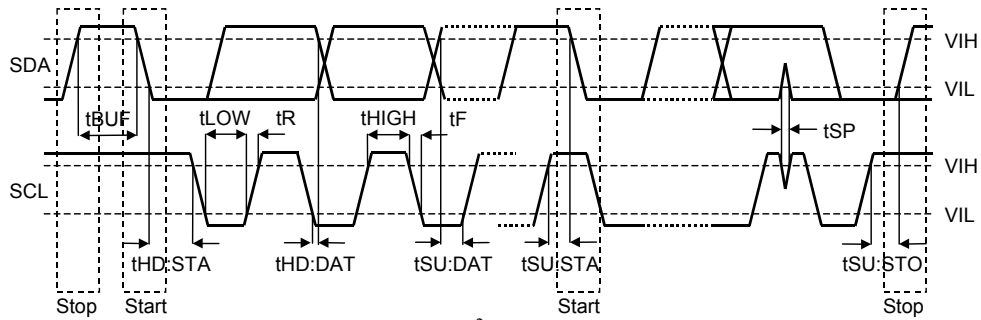 VIH
SDA
VIL
tBUF tLOW tR tHIGH tF
tSP
VIH
SCL
VIL
tHD:STA tHD:DAT tSU:DAT tSU:STA tSU:STO
Stop Start Start Stop